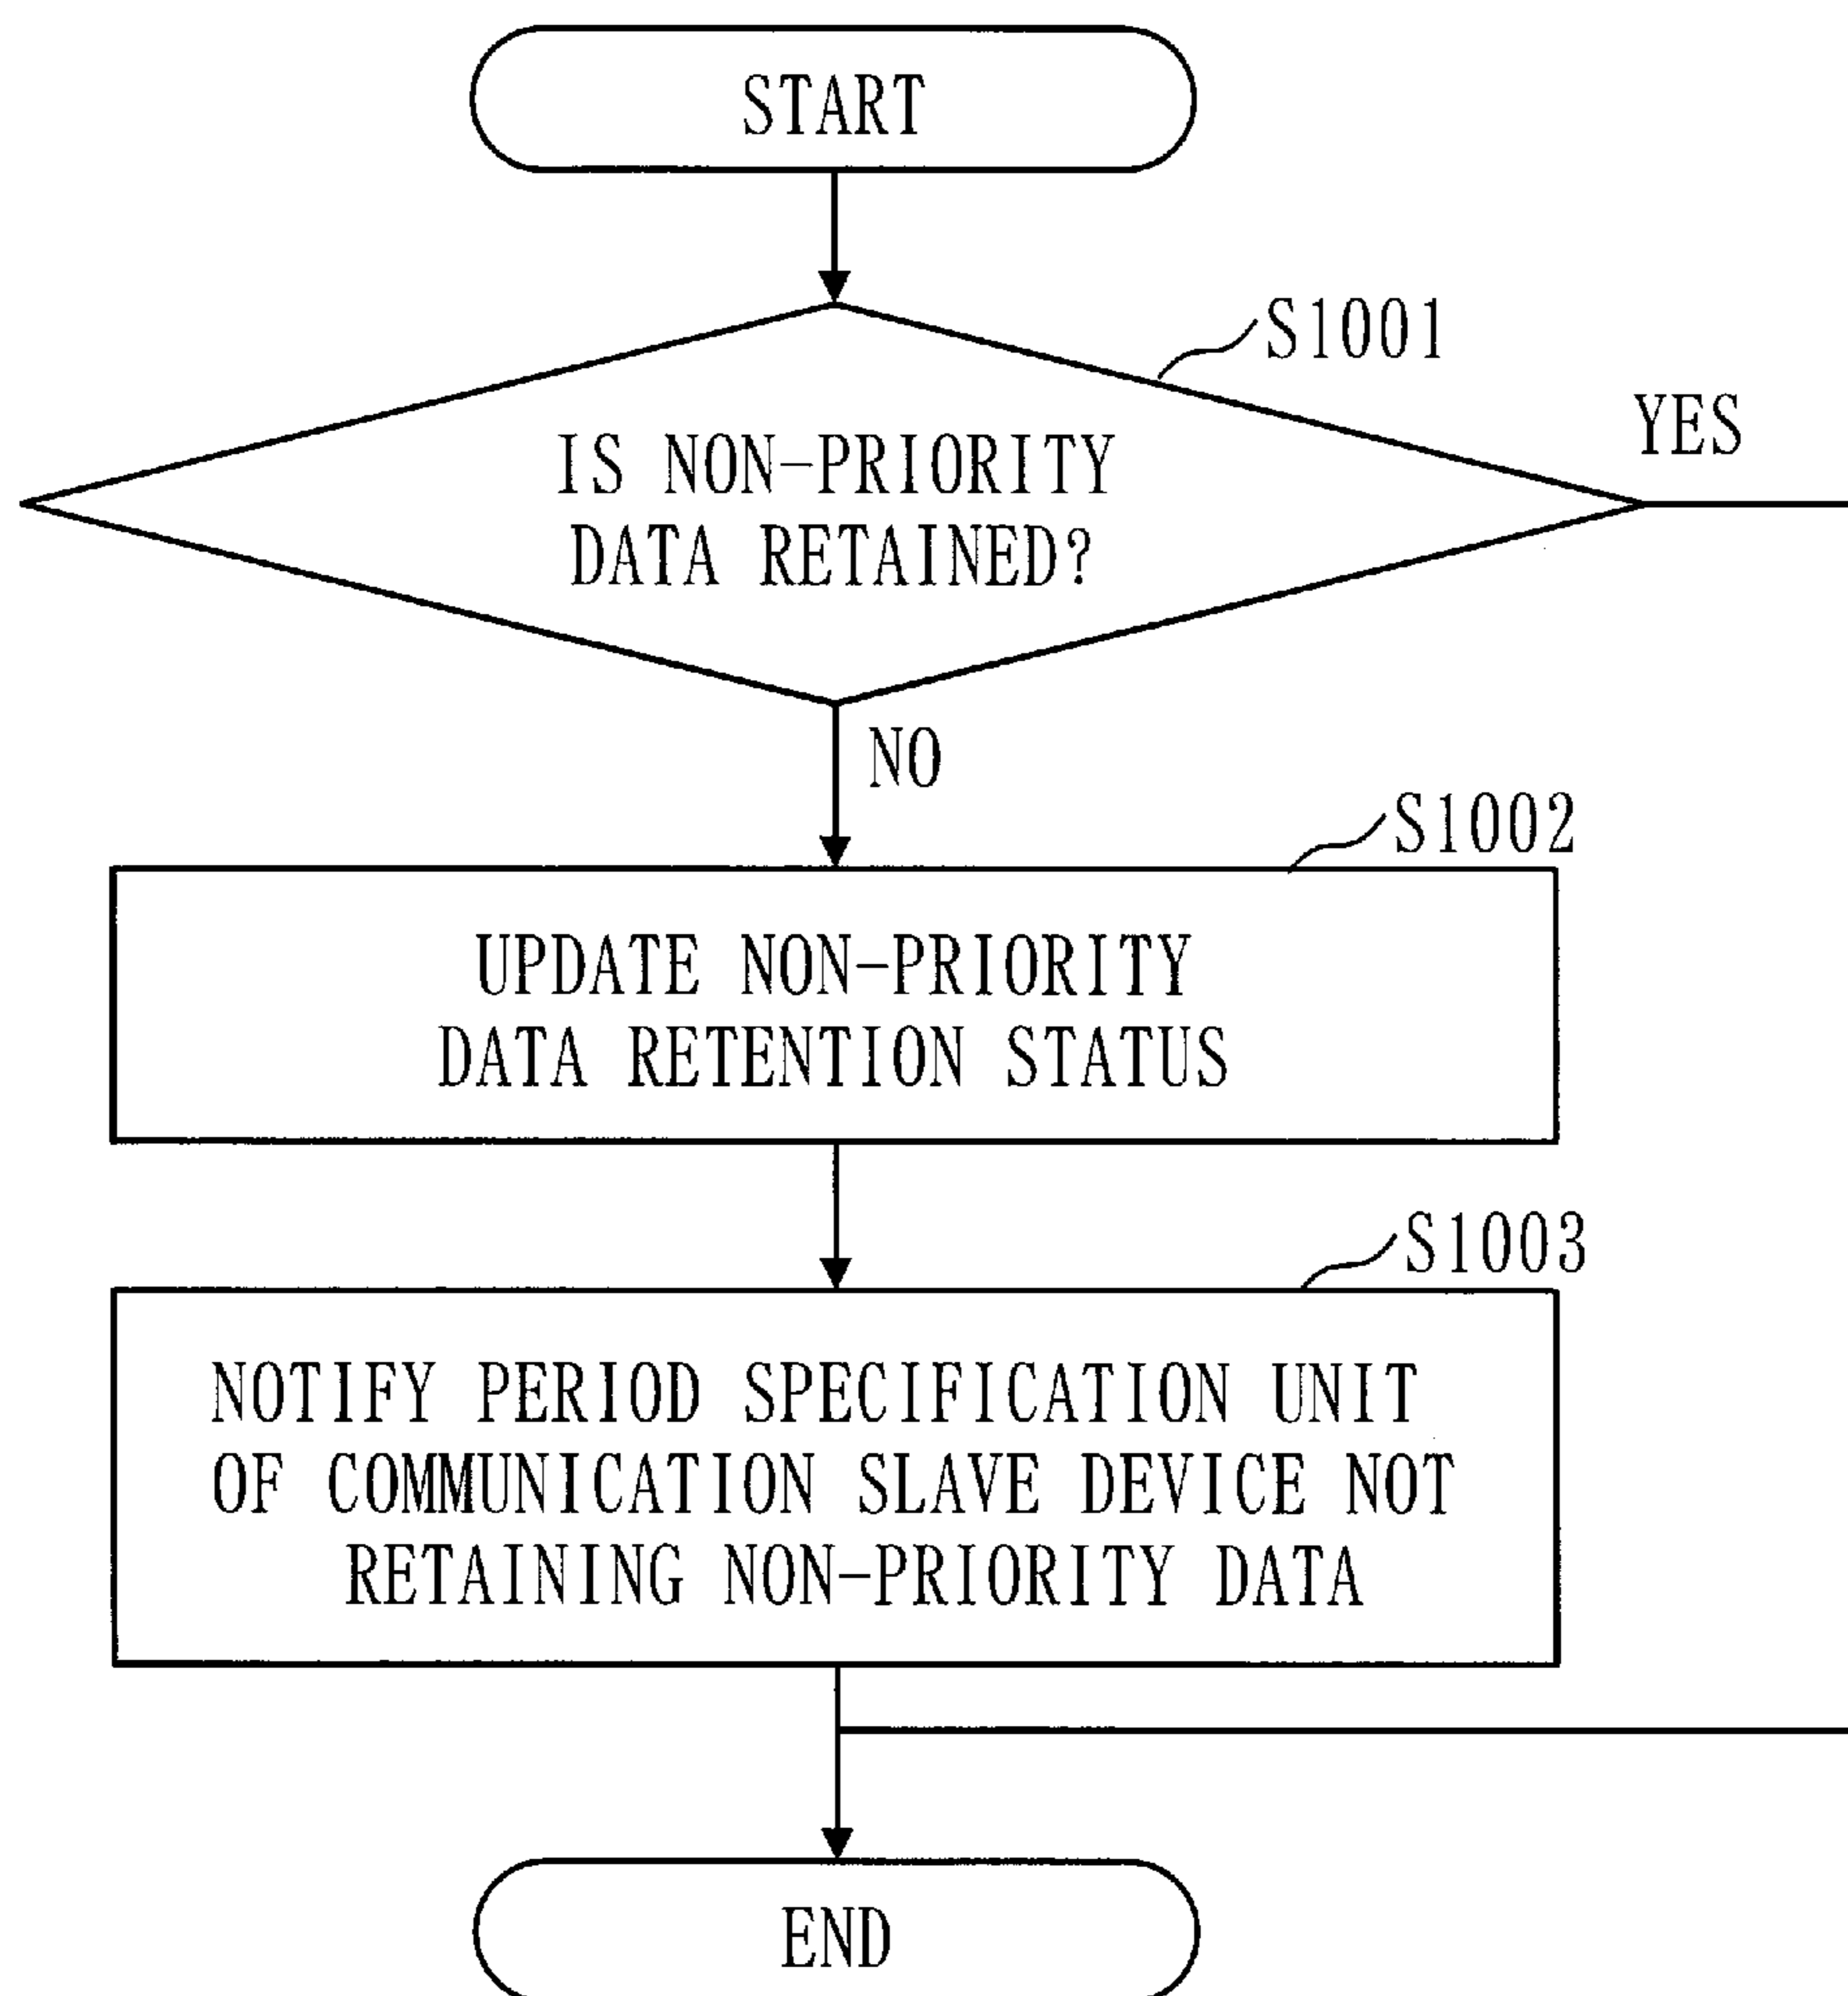 START
S1001
YES
IS NON-PRIORITY
DATA RETAINED?
NO
S1002
UPDATE NON-PRIORITY
DATA RETENTION STATUS
S1003
NOTIFY PERIOD SPECIFICATION UNIT
OF COMMUNICATION SLAVE DEVICE NOT
RETAINING NON-PRIORITY DATA
END